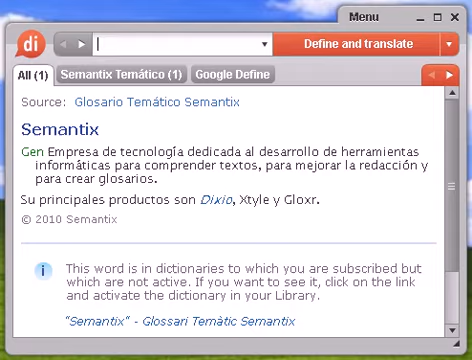 Menu
di
Define and translate
All (1)
Semantix Temático (1)
Google Define
Source: Glosario Temático Semantix
Semantix
Gen Empresa de tecnología dedicada al desarrollo de herramientas
informáticas para comprender textos, para mejorar la redacción y
para crear glosarios.
Su principales productos son Dixio, Xtyle y Gloxr.
© 2010 Semantix
i
This word is in dictionaries to which you are subscribed but
which are not active. If you want to see it, click on the link
and activate the dictionary in your Library.
"Semantix" - Glossari Temàtic Semantix